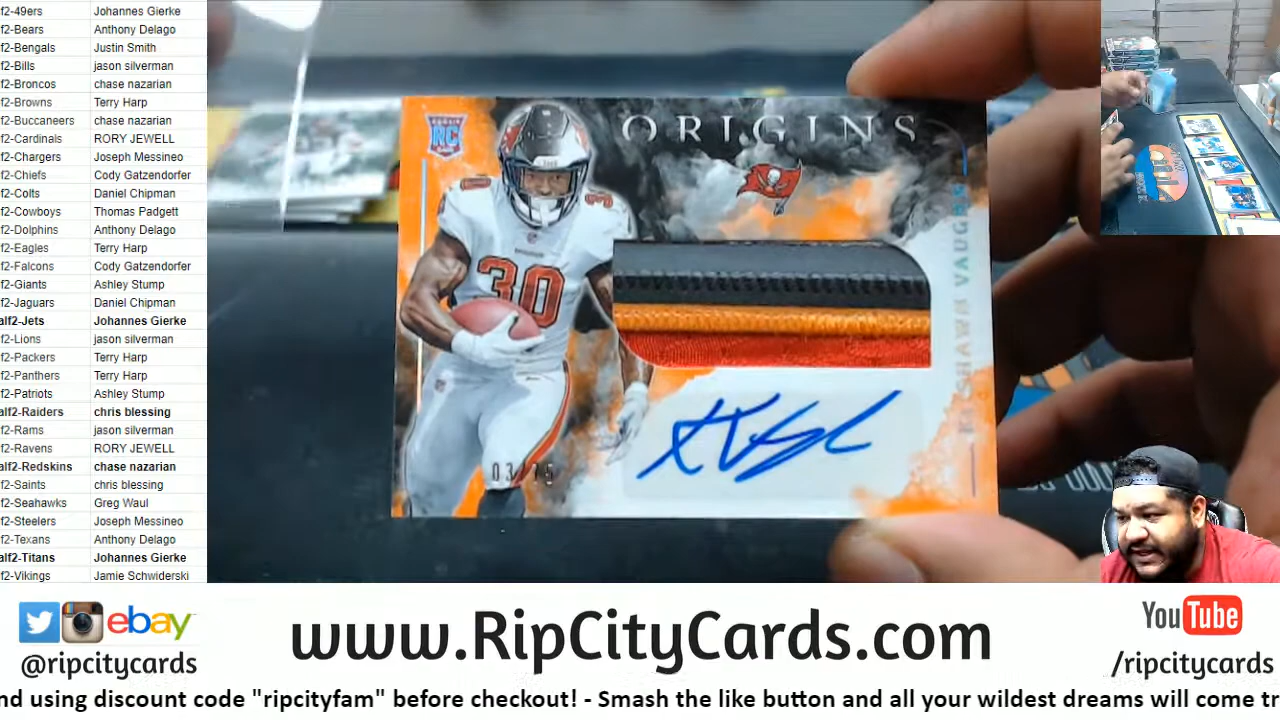 f2-49ers Johannes Gierke
f2-Bears Anthony Delago
f2-Bengals Justin Smith
f2-Bills jason silverman
f2-Broncos chase nazarian
f2-Browns Terry Harp
f2-Buccaneers chase nazarian
f2-Cardinals RORY JEWELL
f2-Chargers Joseph Messineo
f2-Chiefs Cody Gatzendorfer
f2-Colts Daniel Chipman
f2-Cowboys Thomas Padgett
f2-Dolphins Anthony Delago
f2-Eagles Terry Harp
f2-Falcons Cody Gatzendorfer
f2-Giants Ashley Stump
f2-Jaguars Daniel Chipman
alf2-Jets Johannes Gierke
f2-Lions jason silverman
f2-Packers Terry Harp
f2-Panthers Terry Harp
f2-Patriots Ashley Stump
alf2-Raiders chris blessing
f2-Rams jason silverman
f2-Ravens RORY JEWELL
alf2-Redskins chase nazarian
f2-Saints chris blessing
f2-Seahawks Greg Waul
f2-Steelers Joseph Messineo
f2-Texans Anthony Delago
alf2-Titans Johannes Gierke
f2-Vikings Jamie Schwiderski
RC
ORIGINS
30
30
03/75
VAUGHN
ebay
@ripcitycards
www.RipCityCards.com
YouTube
/ripcitycards
nd using discount code "ripcityfam" before checkout! - Smash the like button and all your wildest dreams will come tr